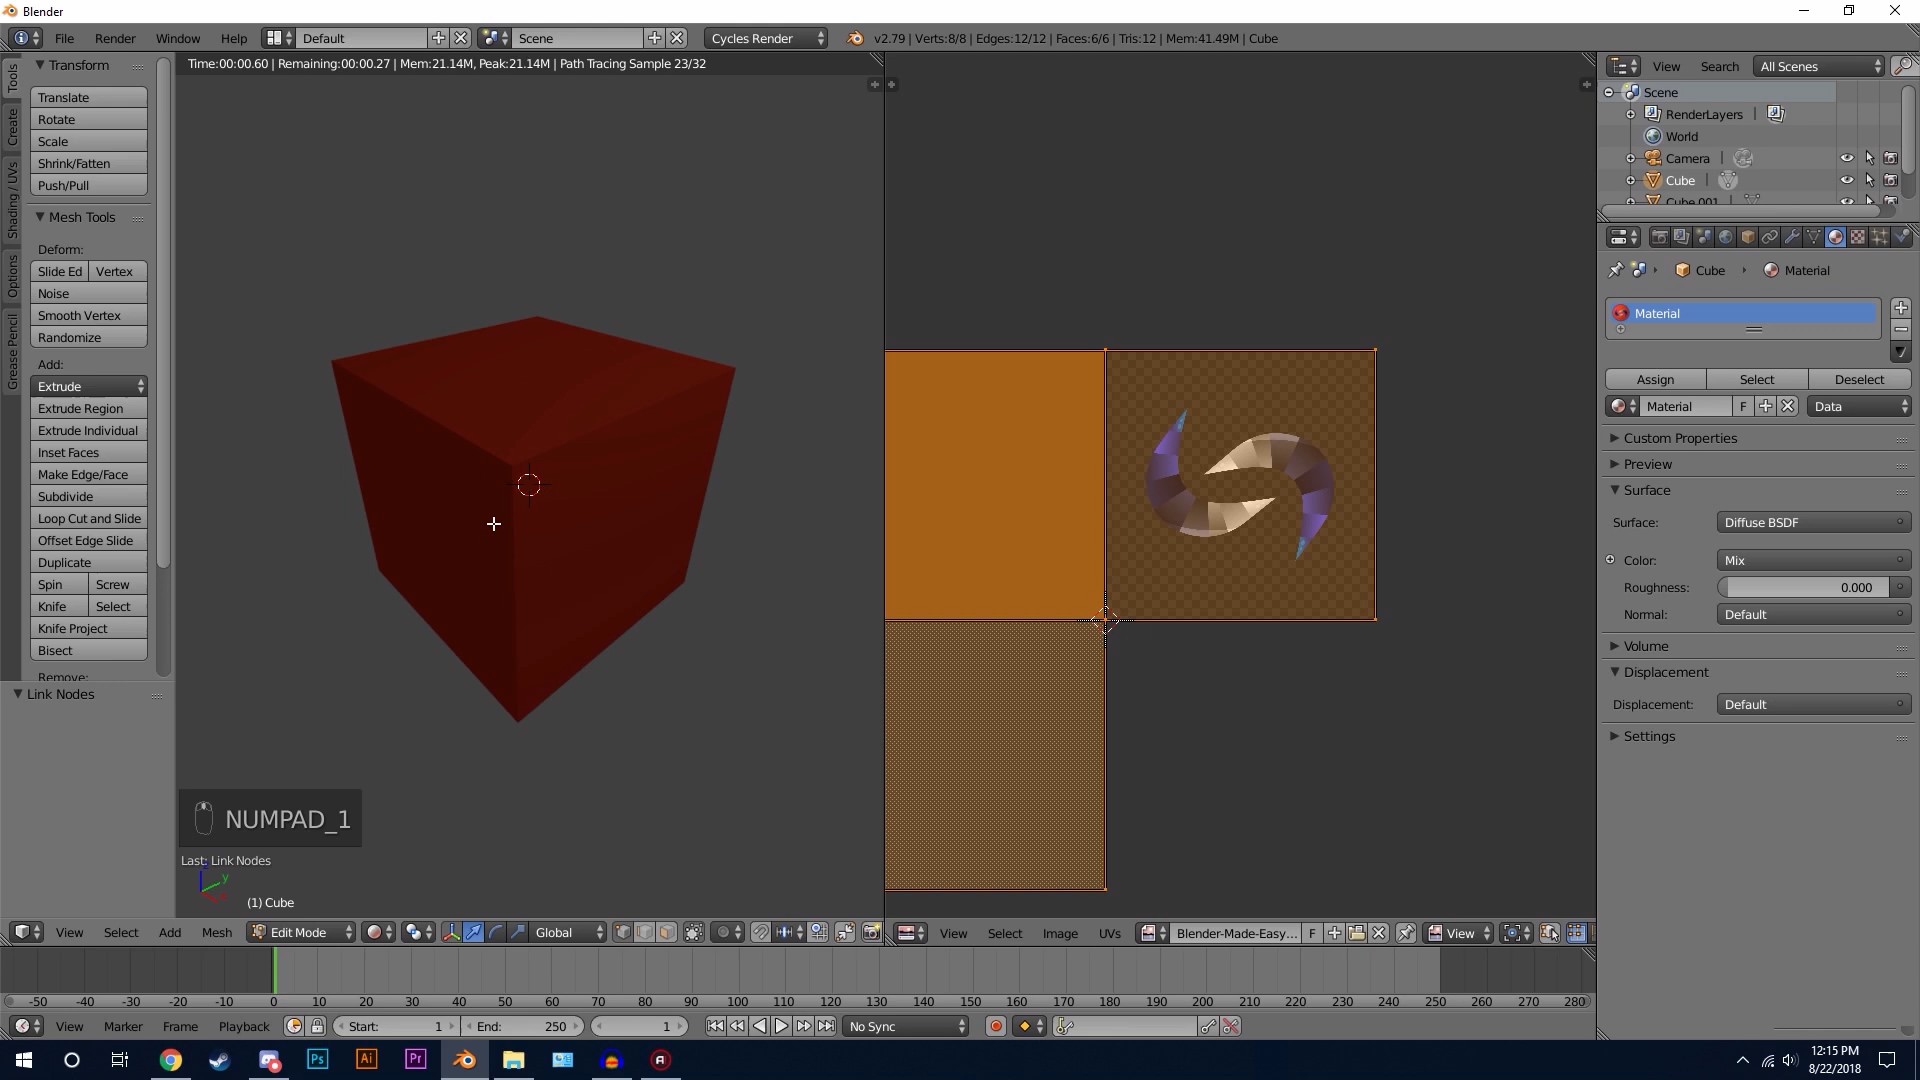 Blender
File Render Window Help Default Scene Cycles Render v2.79 | Verts:8/8 | Edges:12/12 | Faces:6/6 | Tris:12 | Mem:41.49M | Cube
Time:00:00.60 | Remaining:00:00.27 | Mem:21.14M, Peak:21.14M | Path Tracing Sample 23/32
Tools
Create
Shading / UVs
Options
Grease Pencil
Transform
Translate
Rotate
Scale
Shrink/Fatten
Push/Pull
Mesh Tools
Deform:
Slide Ed Vertex
Noise
Smooth Vertex
Randomize
Add:
Extrude
Extrude Region
Extrude Individual
Inset Faces
Make Edge/Face
Subdivide
Loop Cut and Slide
Offset Edge Slide
Duplicate
Spin Screw
Knife Select
Knife Project
Bisect
Remove:
Link Nodes
NUMPAD_1
Last: Link Nodes
y
(1) Cube
View Select Add Mesh Edit Mode Global
View Select Image UVs Blender-Made-Easy... F View
View Search All Scenes
Scene
RenderLayers
World
Camera
Cube
Cube.001
Cube Material
Material
Assign Select Deselect
Material F Data
Custom Properties
Preview
Surface
Surface: Diffuse BSDF
Color: Mix
Roughness: 0.000
Normal: Default
Volume
Displacement
Displacement: Default
Settings
-50 -40 -30 -20 -10 0 10 20 30 40 50 60 70 80 90 100 110 120 130 140 150 160 170 180 190 200 210 220 230 240 250 260 270 280
View Marker Frame Playback Start: 1 End: 250 1 No Sync
Ps Ai Pr
12:15 PM
8/22/2018